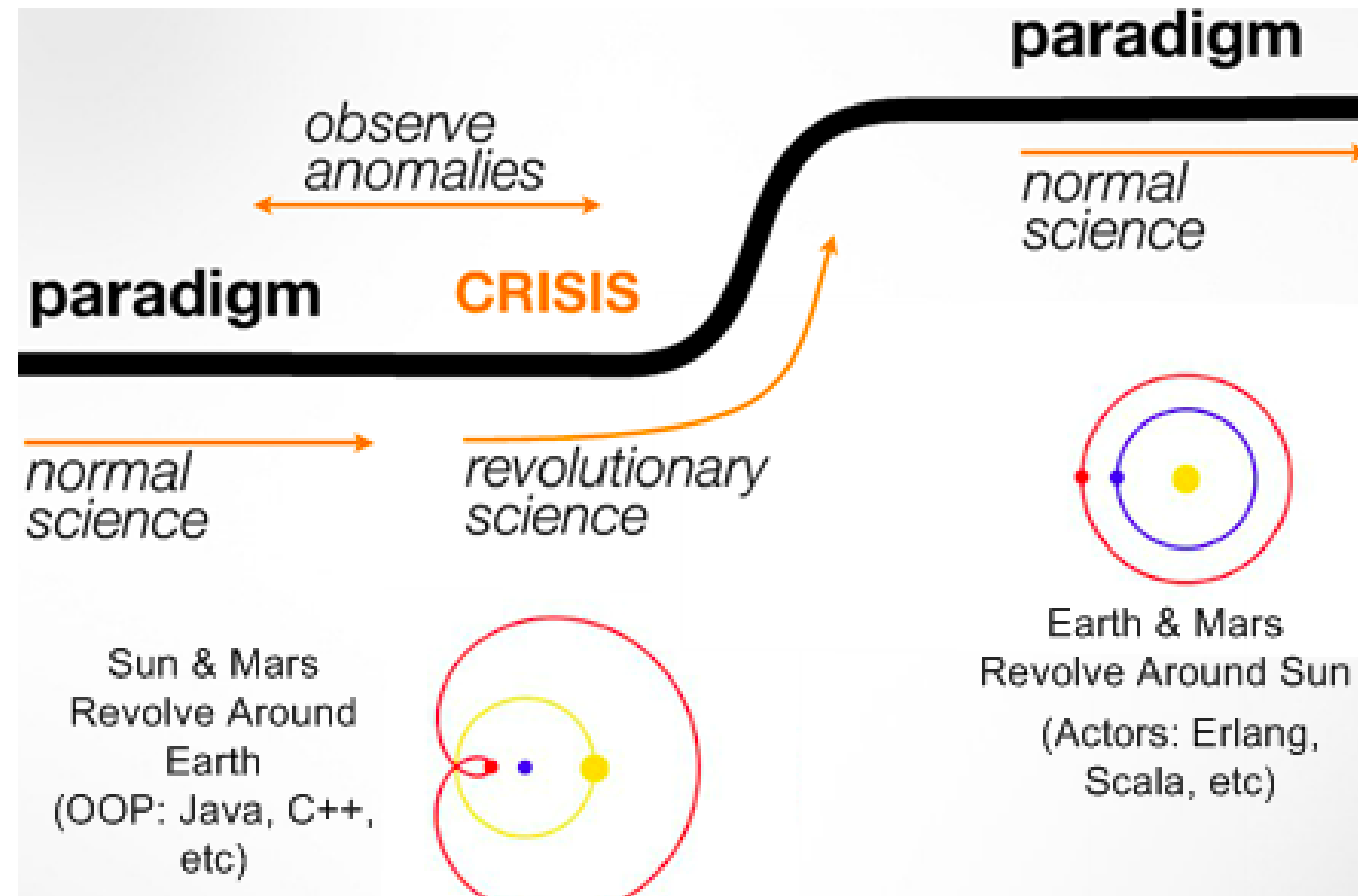 paradigm
observe
anomalies
normal
science
paradigm
CRISIS
normal
science
revolutionary
science
Sun & Mars
Revolve Around
Earth
(OOP: Java, C++,
etc)
Earth & Mars
Revolve Around Sun
(Actors: Erlang,
Scala, etc)